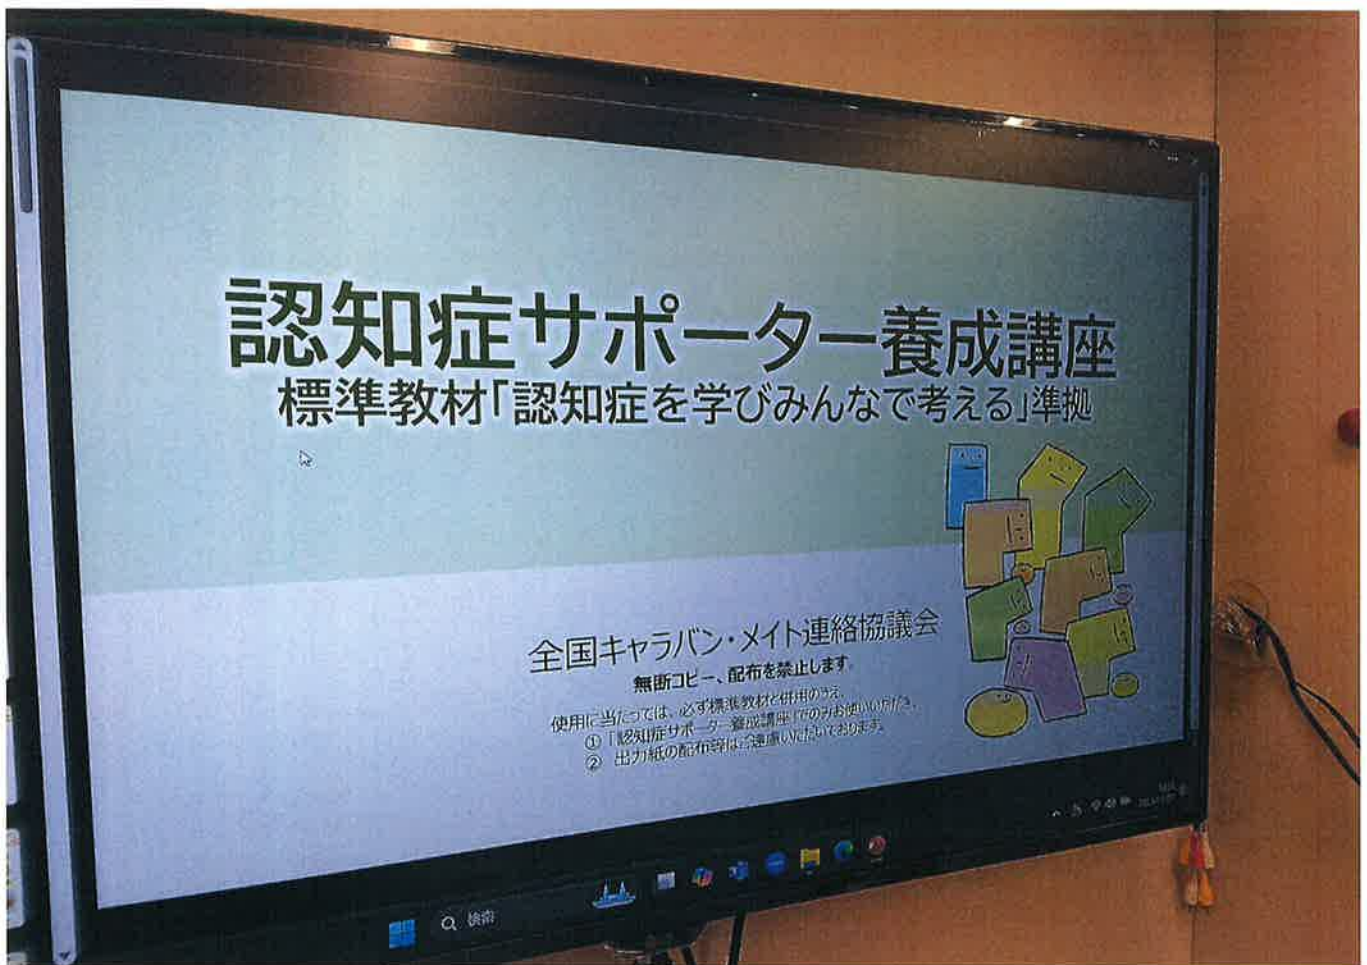 認知症サポーター養成講座
標準教材「認知症を学びみんなで考える」準拠
全国キャラバン・メイト連絡協議会
無断コピー、配布を禁止します。
使用に当たっては、必ず標準教材と併用のうえ、
①「認知症サポーター養成講座」でのみお使いいただき、
② 出力紙の配布等はご遠慮いただいております。
検索